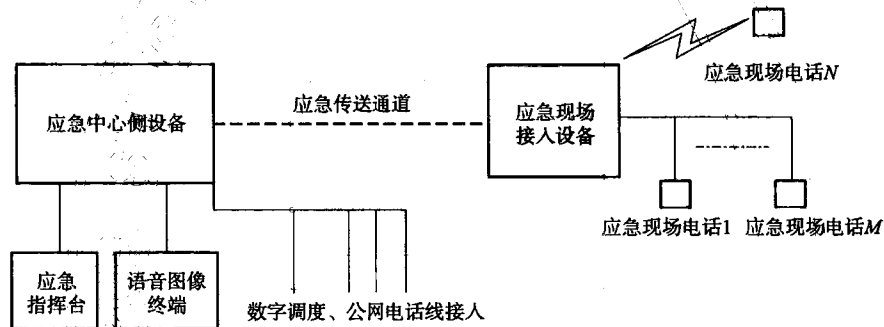 应急现场电话N
应急中心侧设备
应急传送通道
应急现场
接入设备
应急现场电话1
应急现场电话M
应急
指挥台
语音图像
终端
数字调度、公网电话线接入